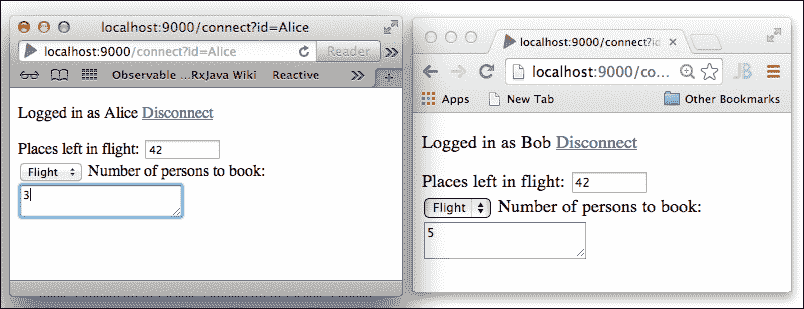 localhost:9000/connect?id=Alice
localhost:9000/connect?id=Alice Reader >>
Observable ...RxJava Wiki Reactive >> +
Logged in as Alice Disconnect
Places left in flight: 42
Flight Number of persons to book:
3
localhost:9000/connect?id ×
localhost:9000/co...
Apps New Tab Other Bookmarks
Logged in as Bob Disconnect
Places left in flight: 42
Flight Number of persons to book:
5